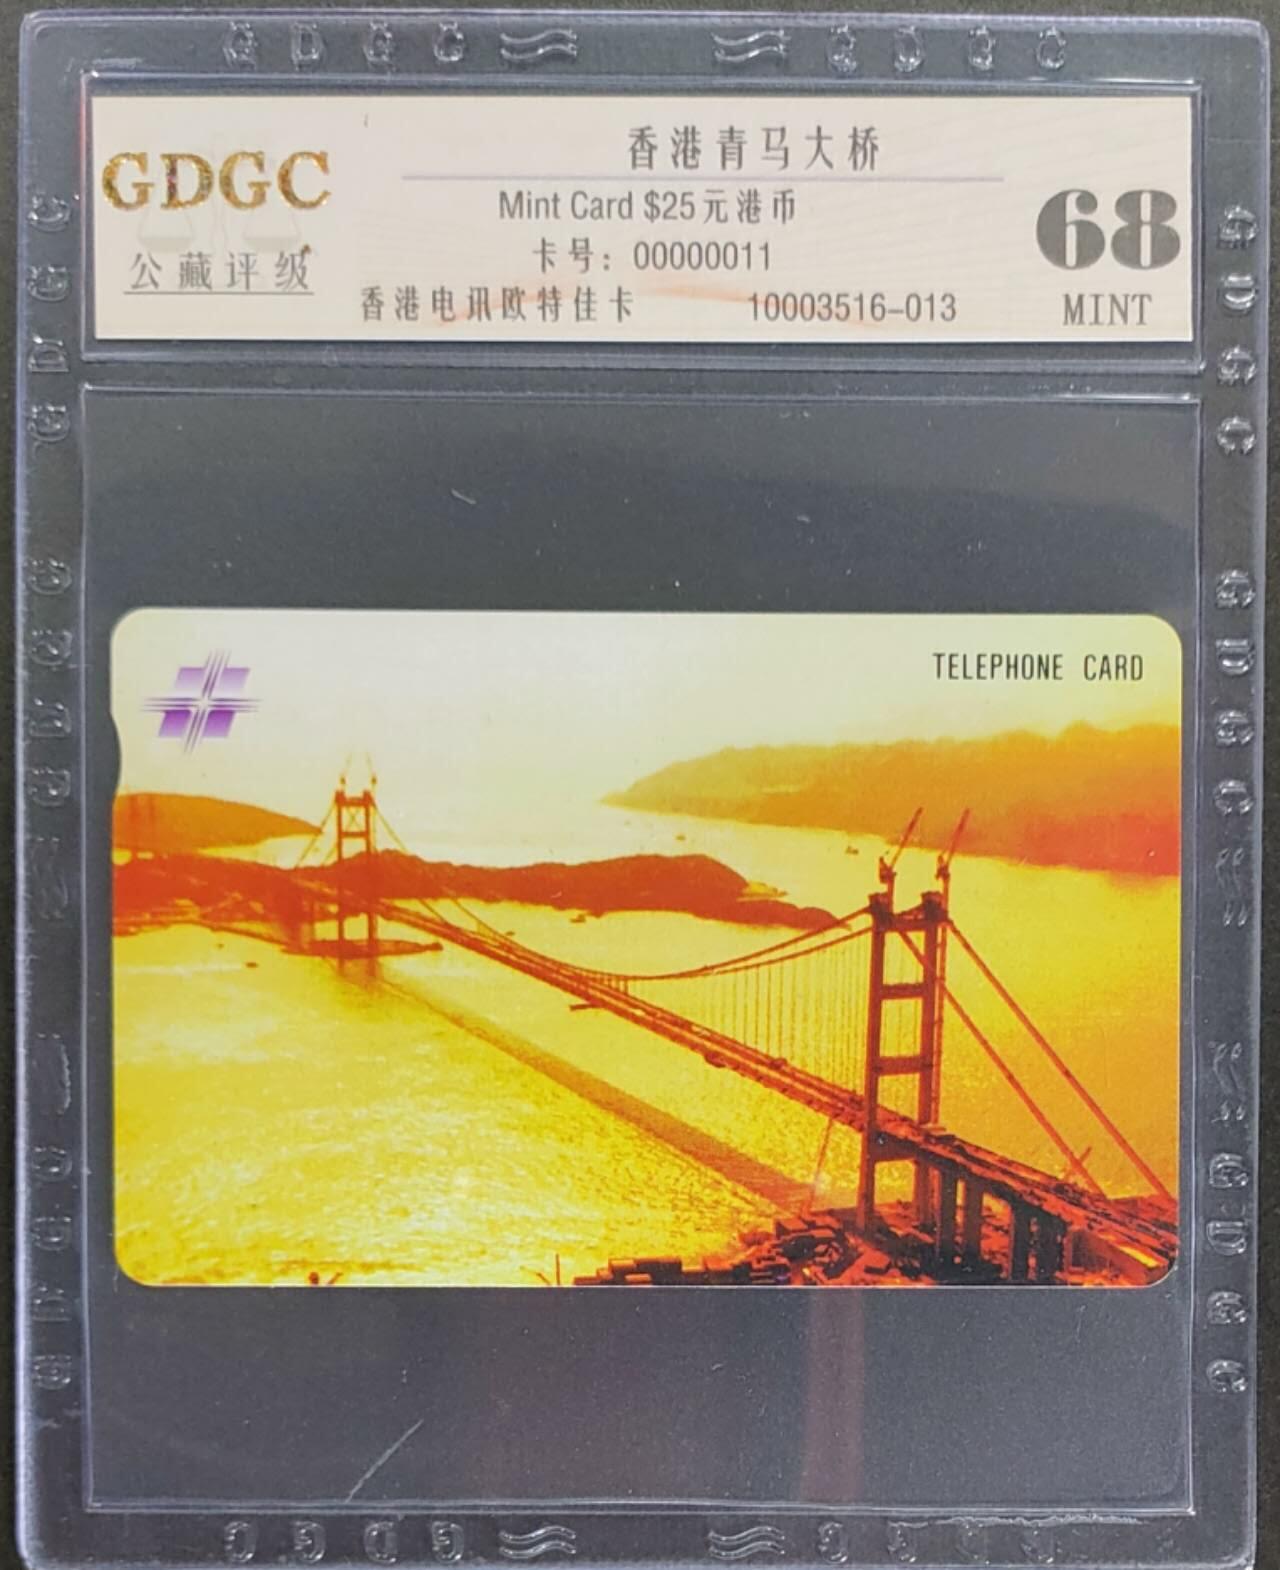 GDGC
公藏评级
香港青马大桥
Mint Card $25元港币
卡号：00000011
香港电讯欧特佳卡 10003516-013
68
MINT
TELEPHONE CARD